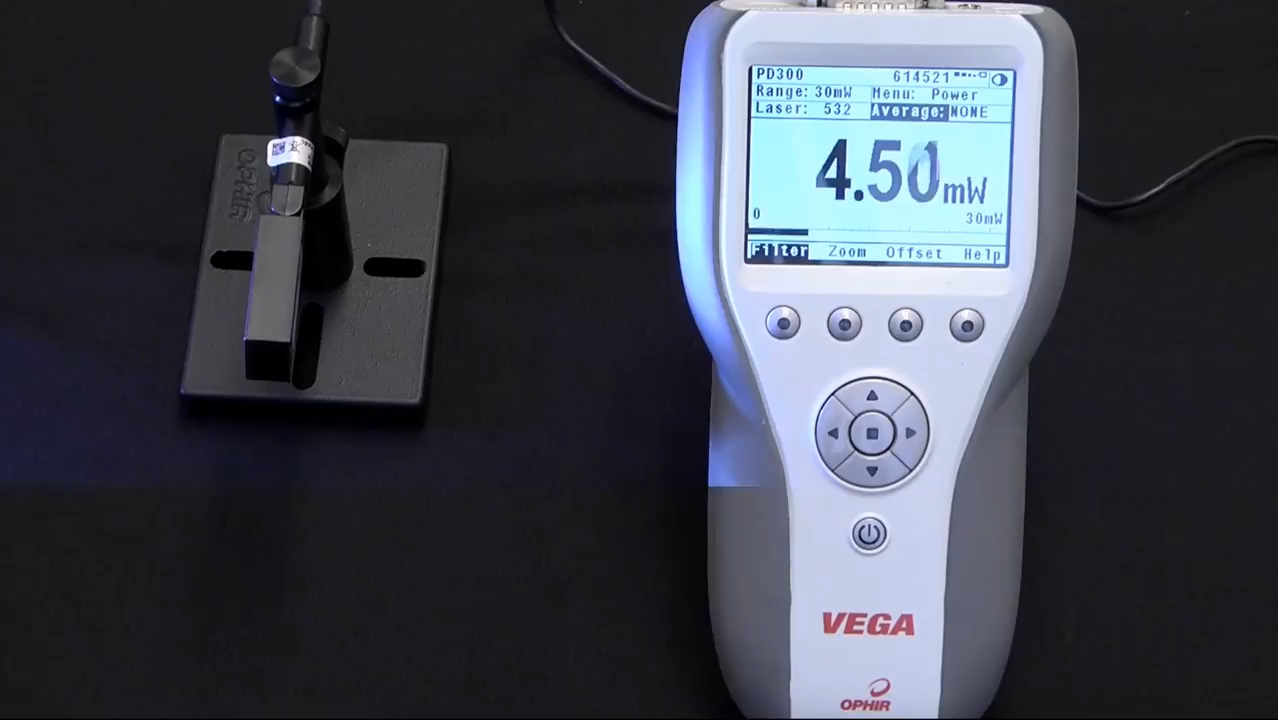 PD300 614521
Range: 30mW Menu: Power
Laser: 532 Average: NONE
4.50mW
0 30mW
Filter Zoom Offset Help
VEGA
OPHIR
OPHIR